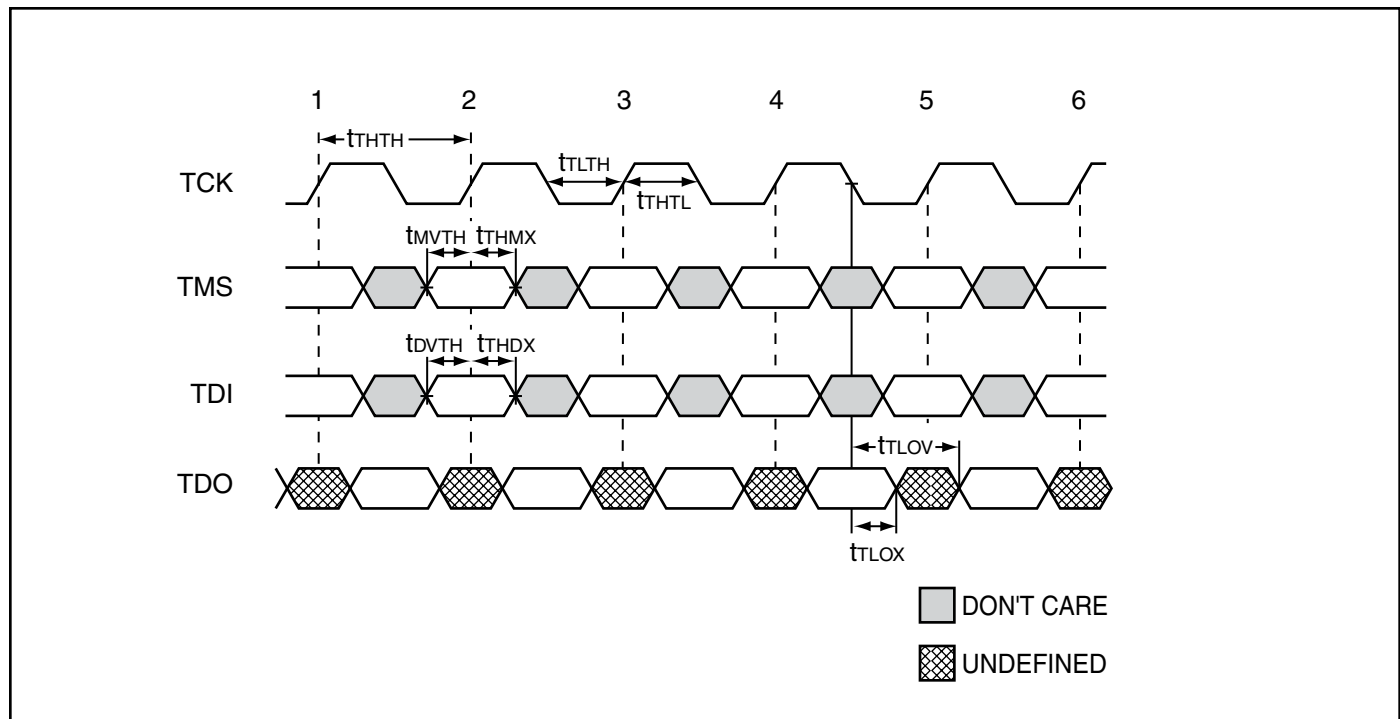 1 2 3 4 5 6
tTHTH
tTLTH
TCK
tTHTL
tMVTH tTHMX
TMS
tDVTH tTHDX
TDI
tTLOV
TDO
tTLOX
DON'T CARE
UNDEFINED